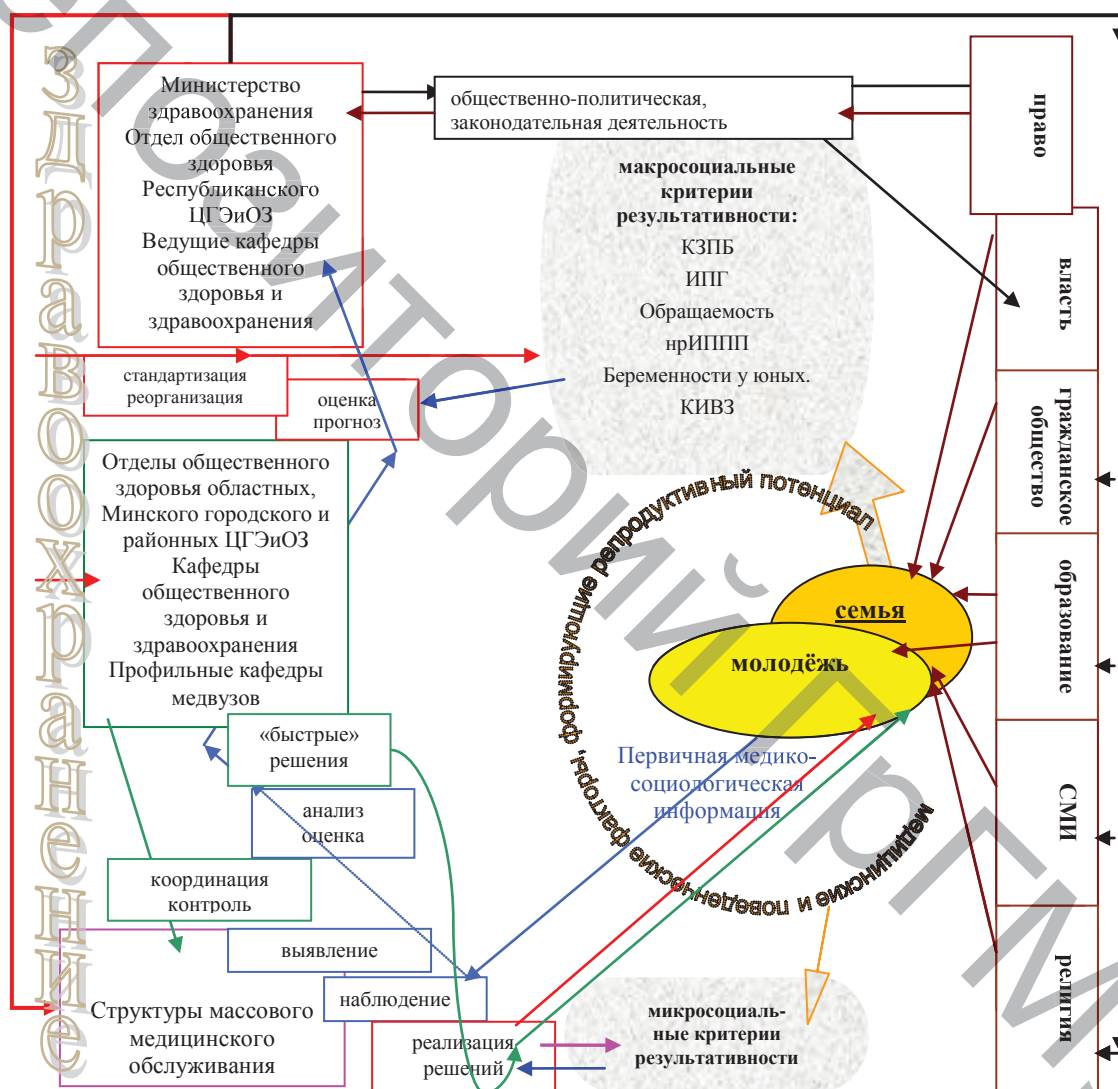 здравоохранение
Министерство
здравоохранения
Отдел общественного
здоровья
Республиканского
ЦГЭиОЗ
Ведущие кафедры
общественного
здоровья и
здравоохранения
общественно-политическая,
законодательная деятельность
право
макросоциальные
критерии
результативности:
КЗПБ
ИПГ
Обращаемость
нрИППП
Беременности у юных.
КИВЗ
власть
гражданское
общество
образование
СМИ
религия
стандартизация
реорганизация
оценка
прогноз
Отделы общественного
здоровья областных,
Минского городского и
районных ЦГЭиОЗ
Кафедры
общественного
здоровья и
здравоохранения
Профильные кафедры
медвузов
медицинские и поведенческие факторы, формирующие репродуктивный потенциал
семья
молодёжь
Первичная медико-
социологическая
информация
«быстрые»
решения
анализ
оценка
координация
контроль
выявление
наблюдение
Структуры массового
медицинского
обслуживания
реализация
решений
микросоциаль-
ные критерии
результативности